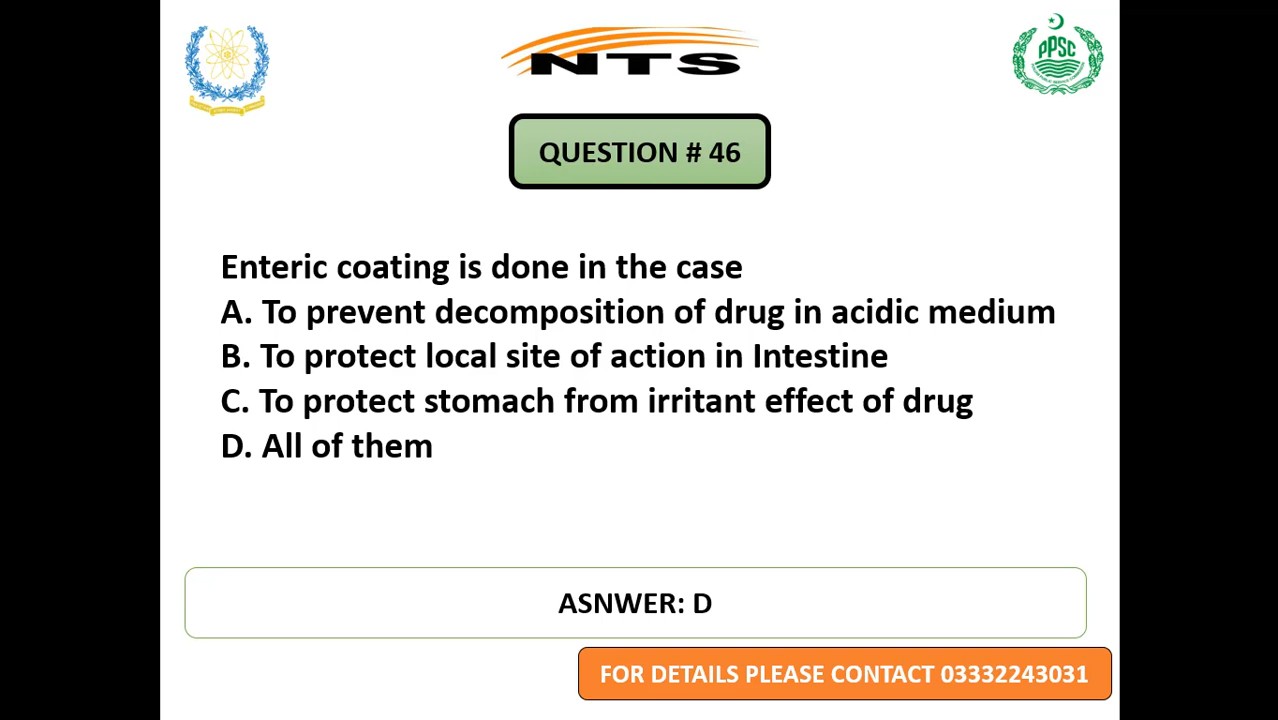 NTS
PPSC
QUESTION # 46
Enteric coating is done in the case
A. To prevent decomposition of drug in acidic medium
B. To protect local site of action in Intestine
C. To protect stomach from irritant effect of drug
D. All of them
ASNWER: D
FOR DETAILS PLEASE CONTACT 03332243031